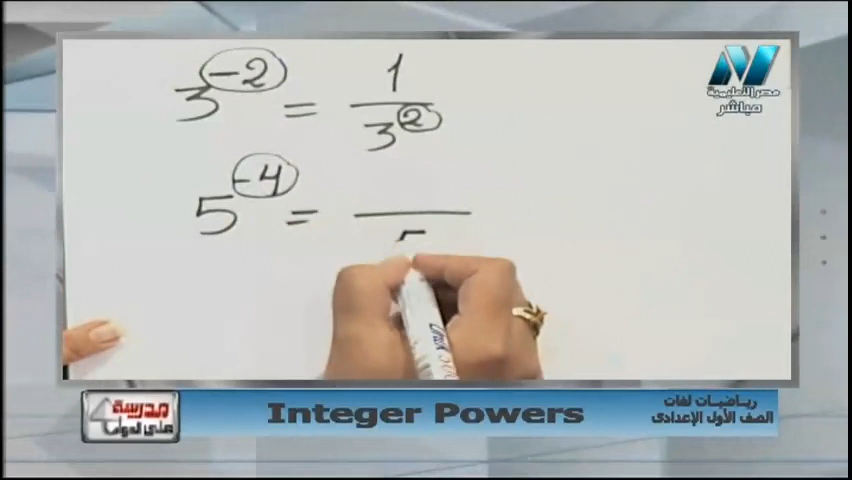 مصر التعليمية
مباشر
3^-2 = 1/3^2
5^-4 = /5
مدرسة
على الهواء
Integer Powers
رياضيات لغات
الصف الأول الإعدادى